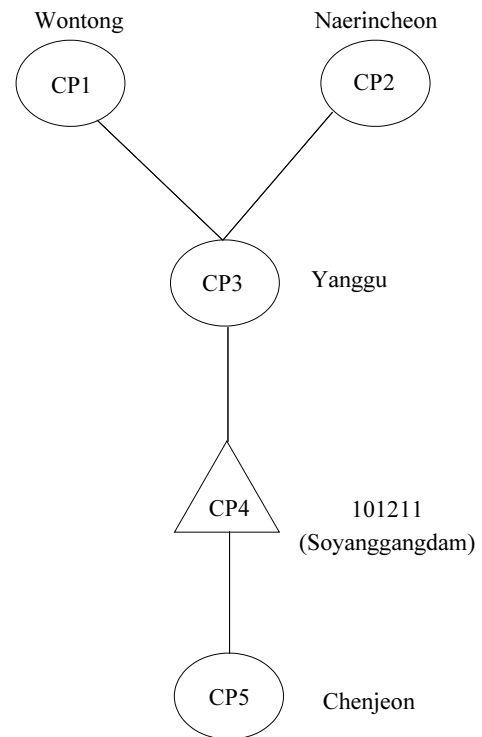 Wontong
Naerincheon
CP1
CP2
CP3
Yanggu
CP4
101211
(Soyanggangdam)
CP5
Chenjeon